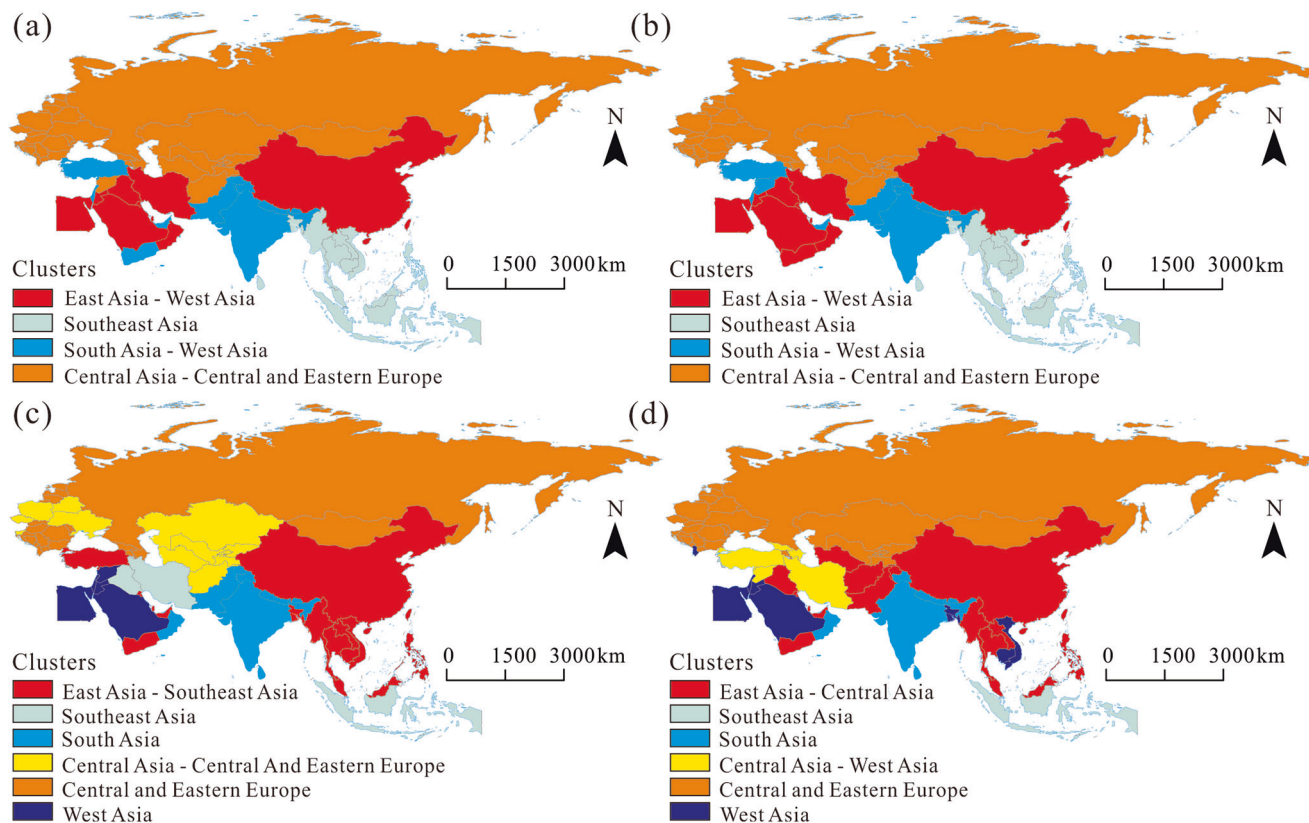 (a)
N
Clusters
0 1500 3000km
East Asia - West Asia
Southeast Asia
South Asia - West Asia
Central Asia - Central and Eastern Europe
(b)
N
Clusters
0 1500 3000km
East Asia - West Asia
Southeast Asia
South Asia - West Asia
Central Asia - Central and Eastern Europe
(c)
N
Clusters
0 1500 3000km
East Asia - Southeast Asia
Southeast Asia
South Asia
Central Asia - Central And Eastern Europe
Central and Eastern Europe
West Asia
(d)
N
Clusters
0 1500 3000km
East Asia - Central Asia
Southeast Asia
South Asia
Central Asia - West Asia
Central and Eastern Europe
West Asia